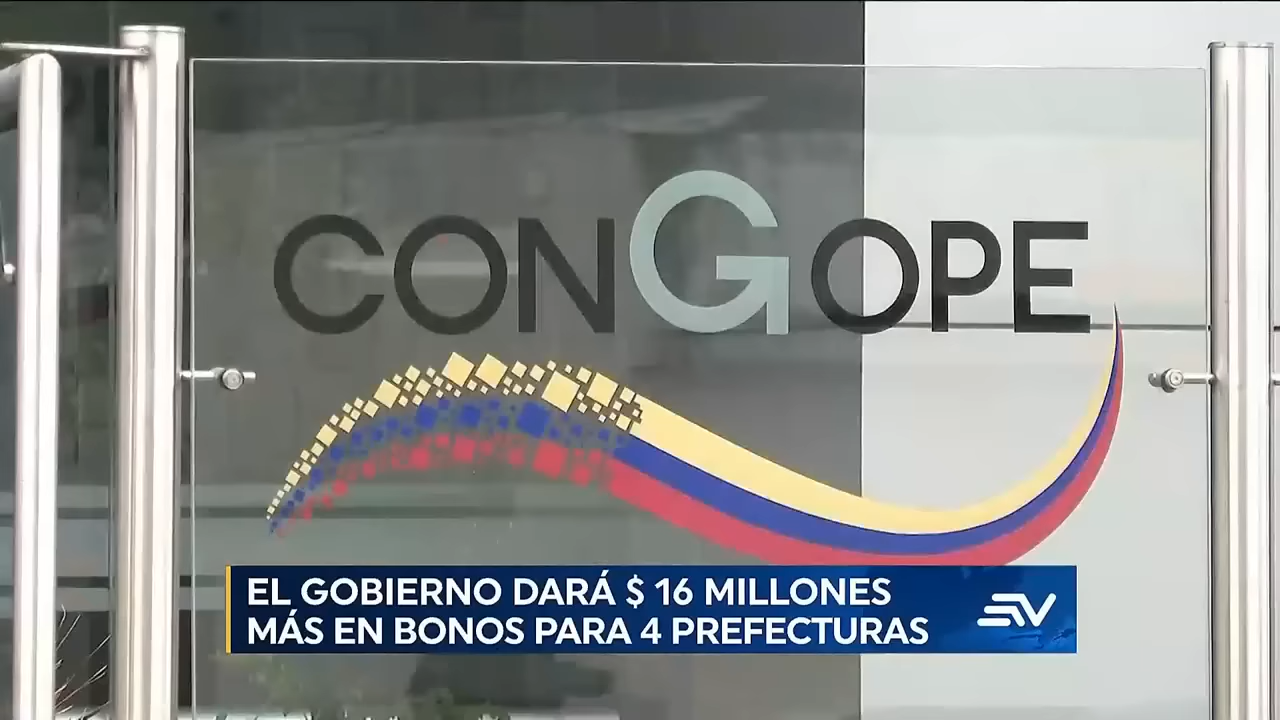 CONGOPE
EL GOBIERNO DARÁ $ 16 MILLONES
MÁS EN BONOS PARA 4 PREFECTURAS